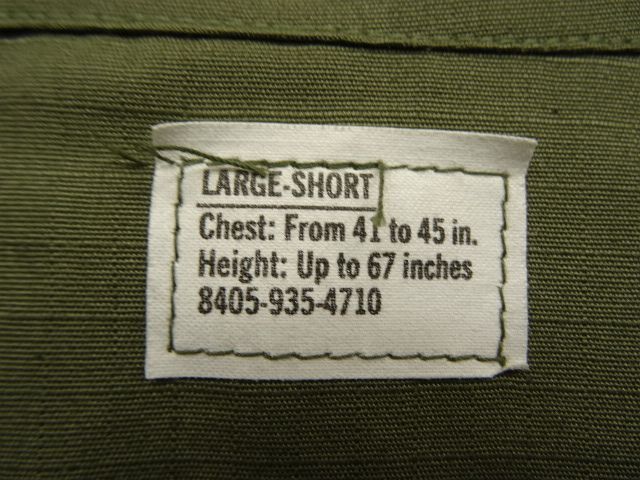 LARGE-SHORT
Chest: From 41 to 45 in.
Height: Up to 67 inches
8405-935-4710